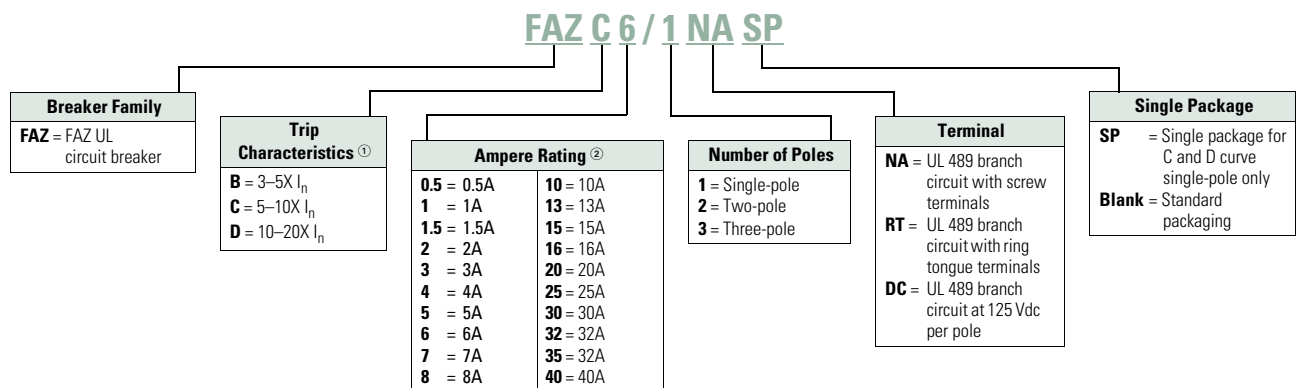 FAZ C 6 / 1 NA SP
Breaker Family
FAZ = FAZ UL
circuit breaker
Trip
Characteristics ①
B = 3–5X In
C = 5–10X In
D = 10–20X In
Ampere Rating ②
0.5 = 0.5A
1 = 1A
1.5 = 1.5A
2 = 2A
3 = 3A
4 = 4A
5 = 5A
6 = 6A
7 = 7A
8 = 8A
10 = 10A
13 = 13A
15 = 15A
16 = 16A
20 = 20A
25 = 25A
30 = 30A
32 = 32A
35 = 32A
40 = 40A
Number of Poles
1 = Single-pole
2 = Two-pole
3 = Three-pole
Terminal
NA = UL 489 branch
circuit with screw
terminals
RT = UL 489 branch
circuit with ring
tongue terminals
DC = UL 489 branch
circuit at 125 Vdc
per pole
Single Package
SP = Single package for
C and D curve
single-pole only
Blank = Standard
packaging